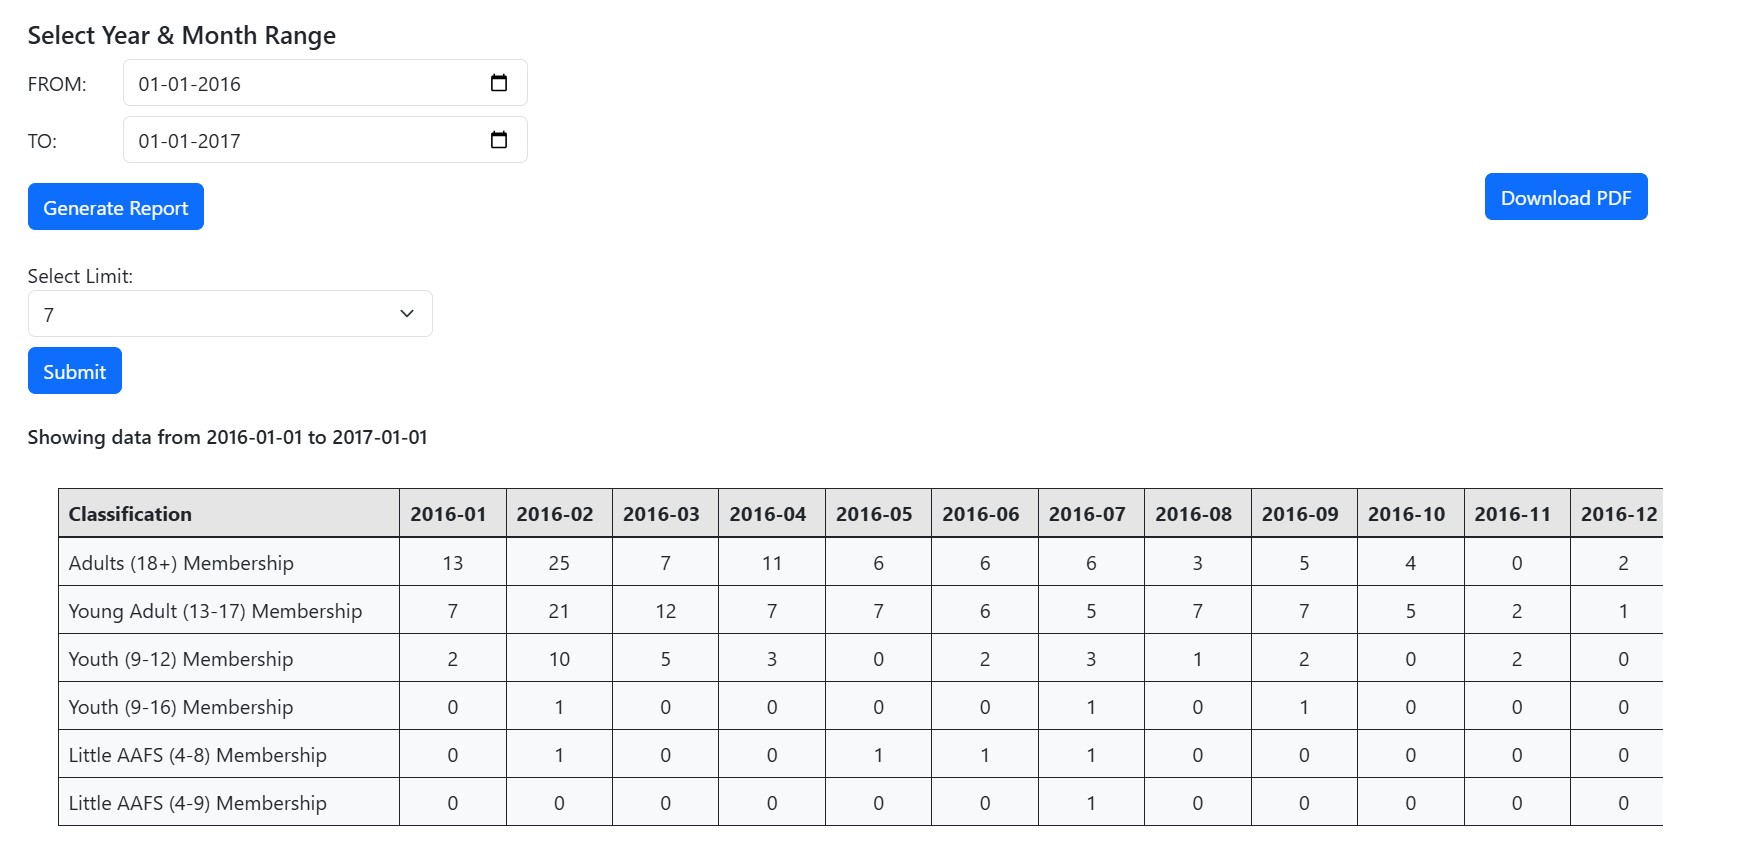 Select Year & Month Range
FROM: 01-01-2016
TO: 01-01-2017
Generate Report
Download PDF
Select Limit:
7
Submit
Showing data from 2016-01-01 to 2017-01-01
Classification 2016-01 2016-02 2016-03 2016-04 2016-05 2016-06 2016-07 2016-08 2016-09 2016-10 2016-11 2016-12
Adults (18+) Membership 13 25 7 11 6 6 6 3 5 4 0 2
Young Adult (13-17) Membership 7 21 12 7 7 6 5 7 7 5 2 1
Youth (9-12) Membership 2 10 5 3 0 2 3 1 2 0 2 0
Youth (9-16) Membership 0 1 0 0 0 0 1 0 1 0 0 0
Little AAFS (4-8) Membership 0 1 0 0 1 1 1 0 0 0 0 0
Little AAFS (4-9) Membership 0 0 0 0 0 0 1 0 0 0 0 0